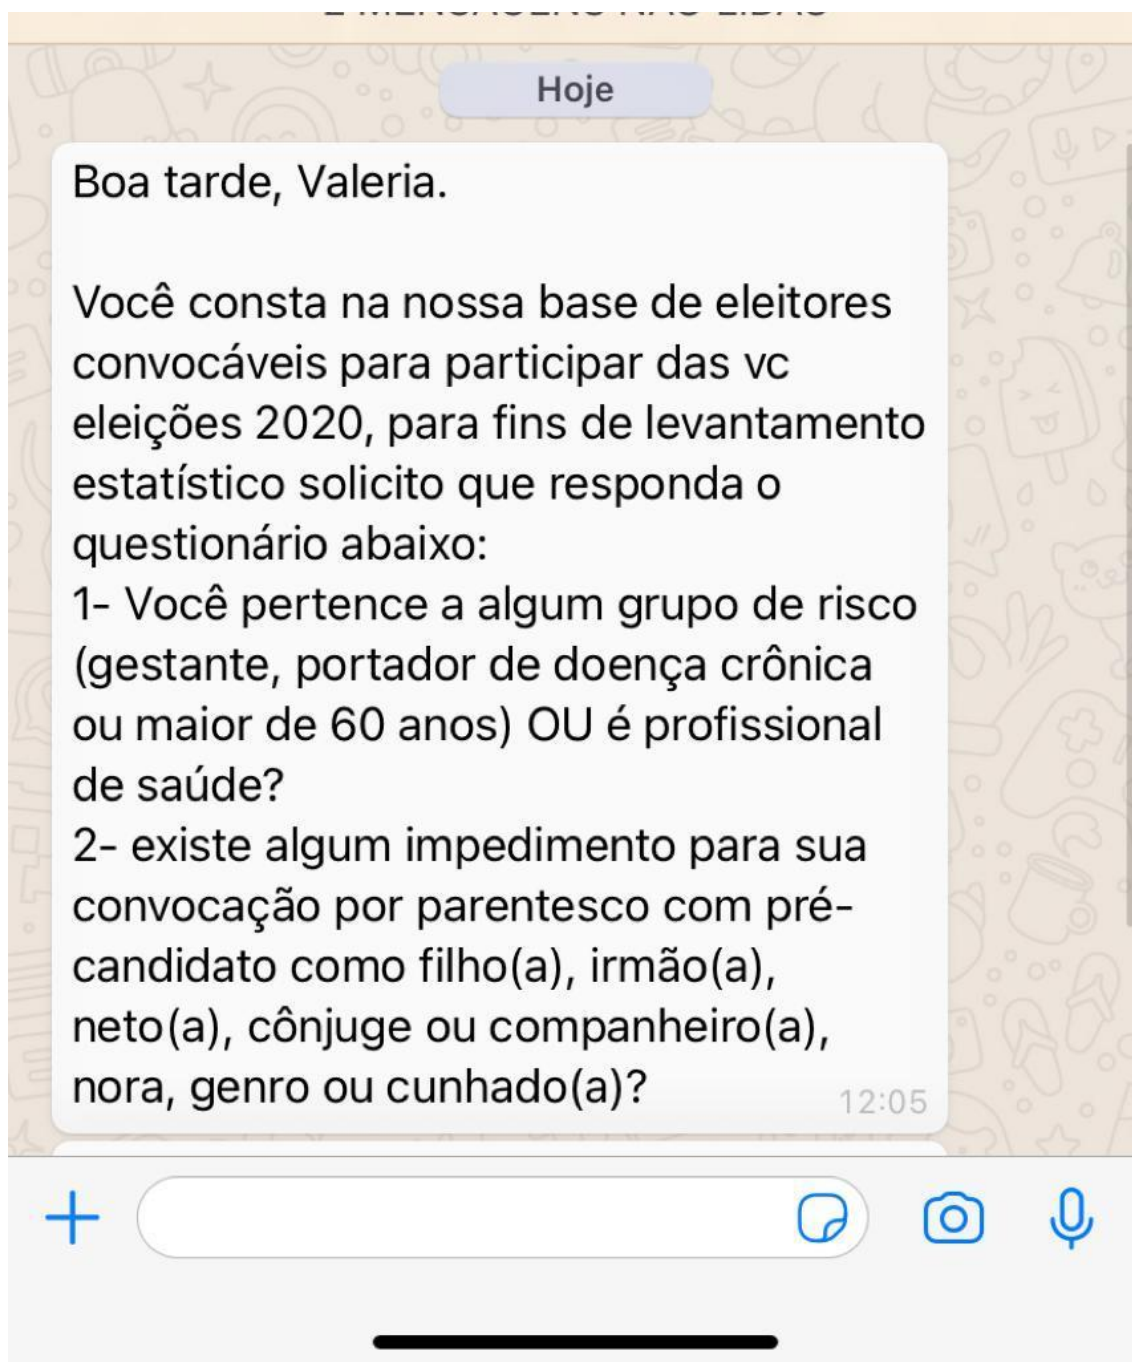 Hoje
Boa tarde, Valeria.
Você consta na nossa base de eleitores
convocáveis para participar das vc
eleições 2020, para fins de levantamento
estatístico solicito que responda o
questionário abaixo:
1- Você pertence a algum grupo de risco
(gestante, portador de doença crônica
ou maior de 60 anos) OU é profissional
de saúde?
2- existe algum impedimento para sua
convocação por parentesco com pré-
candidato como filho(a), irmão(a),
neto(a), cônjuge ou companheiro(a),
nora, genro ou cunhado(a)?
12:05